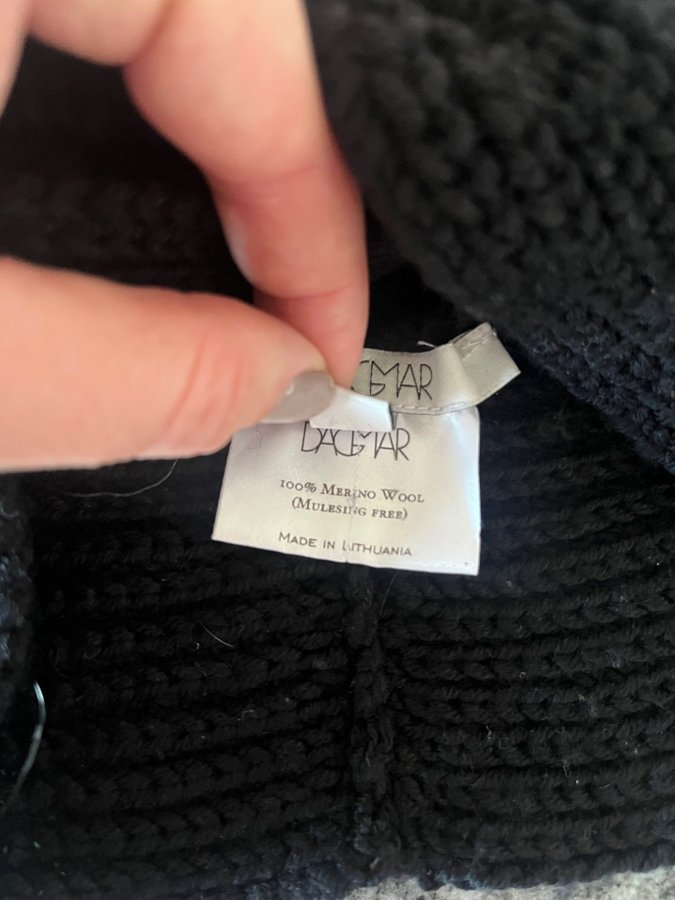 DAGMAR
100% Merino Wool
(Mulesing free)
Made in Lithuania